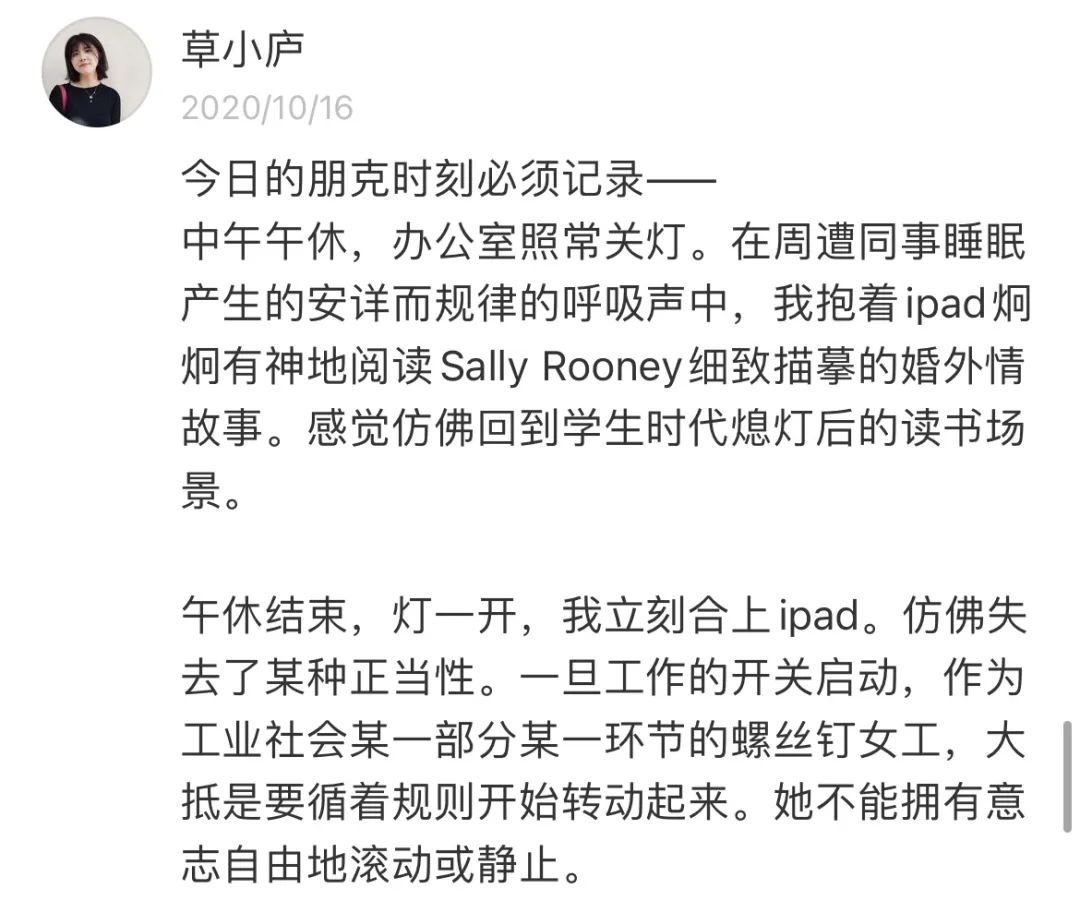 草小庐
2020/10/16
今日的朋克时刻必须记录——
中午午休，办公室照常关灯。在周遭同事睡眠
产生的安详而规律的呼吸声中，我抱着ipad炯
炯有神地阅读Sally Rooney细致描摹的婚外情
故事。感觉仿佛回到学生时代熄灯后的读书场
景。
午休结束，灯一开，我立刻合上ipad。仿佛失
去了某种正当性。一旦工作的开关启动，作为
工业社会某一部分某一环节的螺丝钉女工，大
抵是要循着规则开始转动起来。她不能拥有意
志自由地滚动或静止。